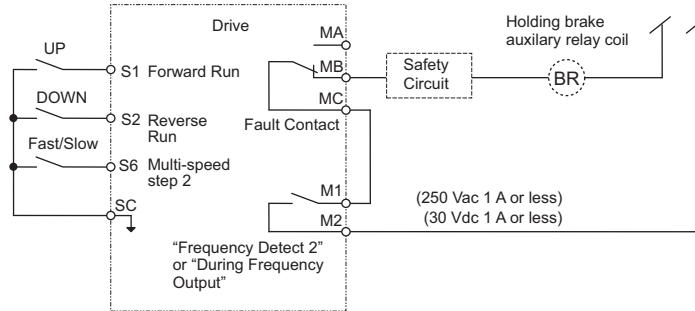 Drive
Holding brake
auxilary relay coil
UP
S1 Forward Run
MA
MB
Safety
Circuit
BR
DOWN
S2 Reverse
Run
MC
Fault Contact
Fast/Slow
S6 Multi-speed
step 2
SC
M1
M2
(250 Vac 1 A or less)
(30 Vdc 1 A or less)
“Frequency Detect 2”
or “During Frequency
Output”